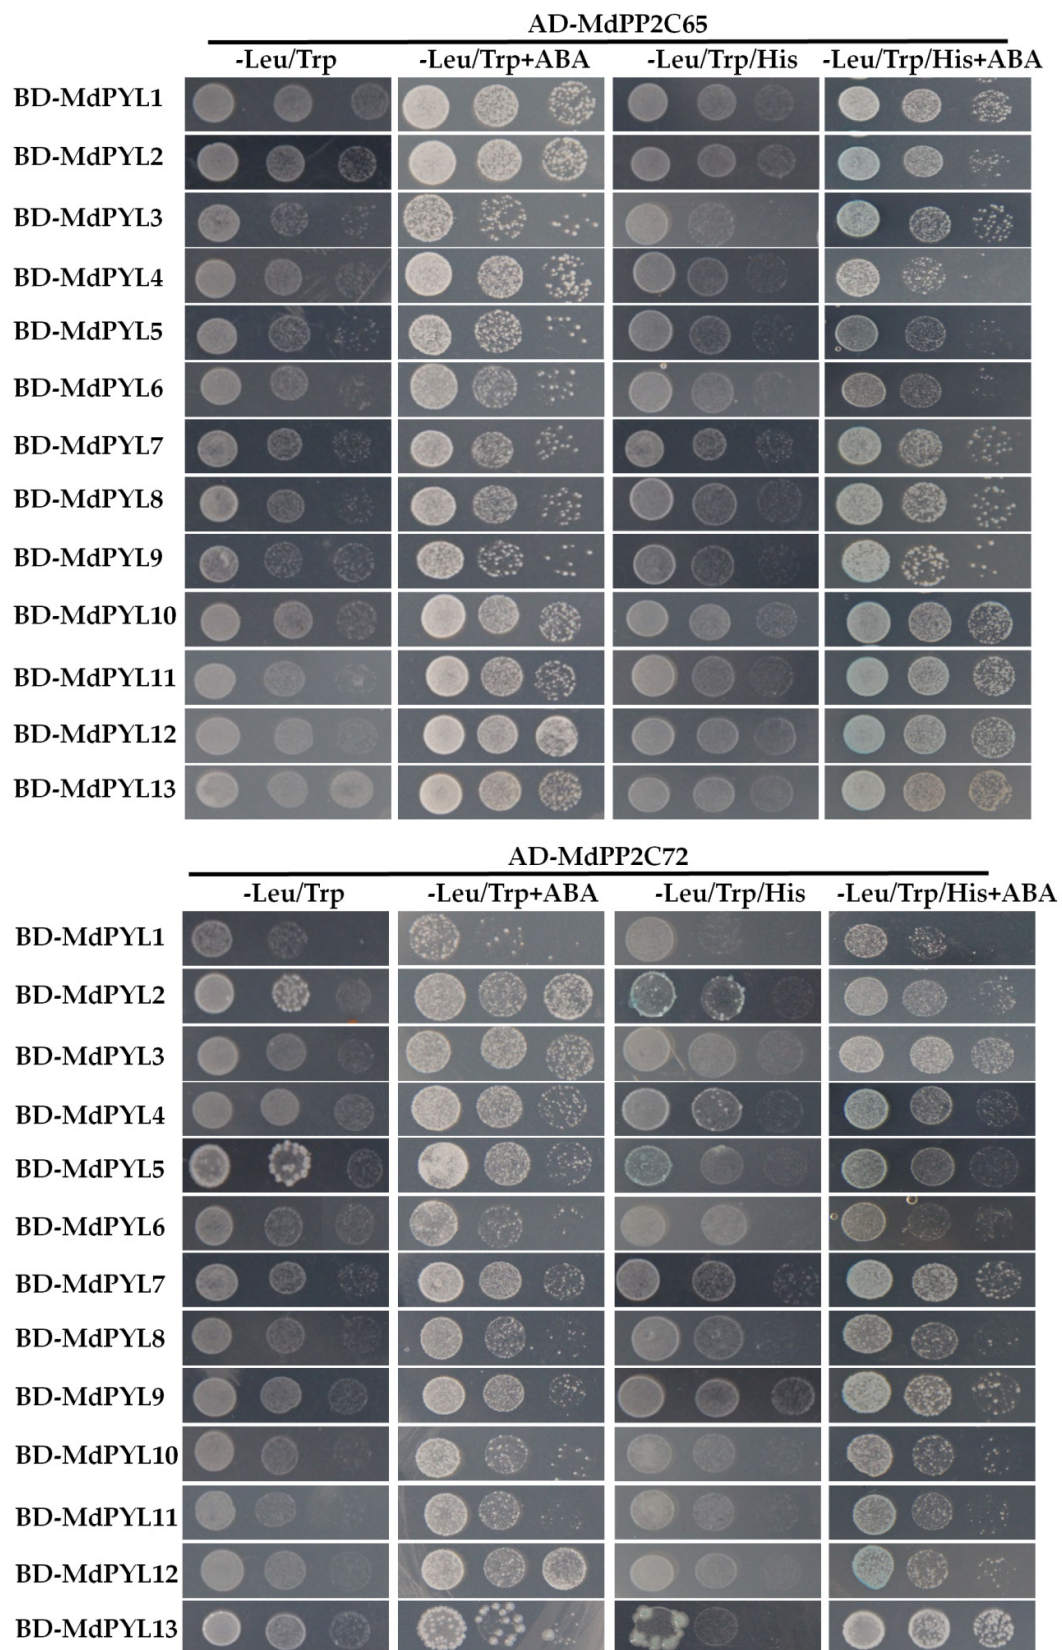 AD-MdPP2C65
-Leu/Trp -Leu/Trp+ABA -Leu/Trp/His -Leu/Trp/His+ABA
BD-MdPYL1
BD-MdPYL2
BD-MdPYL3
BD-MdPYL4
BD-MdPYL5
BD-MdPYL6
BD-MdPYL7
BD-MdPYL8
BD-MdPYL9
BD-MdPYL10
BD-MdPYL11
BD-MdPYL12
BD-MdPYL13
AD-MdPP2C72
-Leu/Trp -Leu/Trp+ABA -Leu/Trp/His -Leu/Trp/His+ABA
BD-MdPYL1
BD-MdPYL2
BD-MdPYL3
BD-MdPYL4
BD-MdPYL5
BD-MdPYL6
BD-MdPYL7
BD-MdPYL8
BD-MdPYL9
BD-MdPYL10
BD-MdPYL11
BD-MdPYL12
BD-MdPYL13